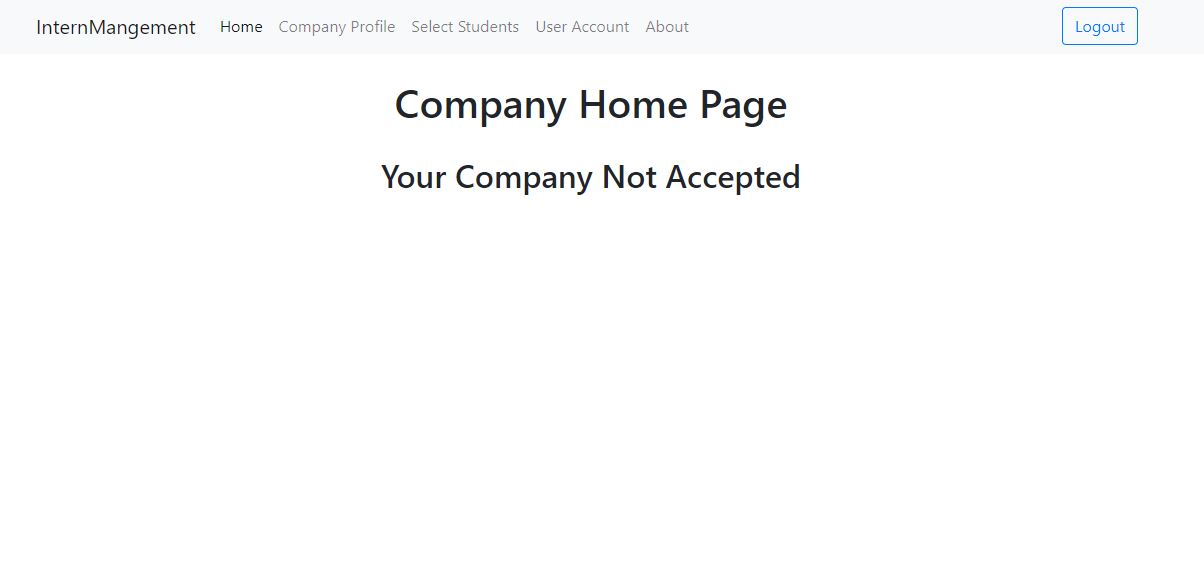 InternMangement Home Company Profile Select Students User Account About Logout
Company Home Page
Your Company Not Accepted